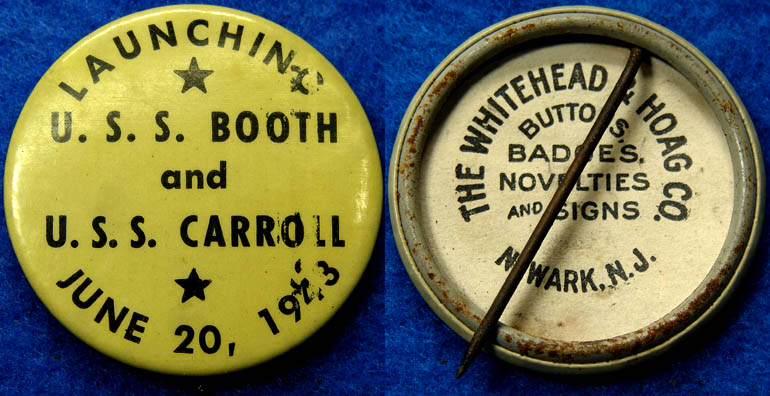 LAUNCHING
U. S. S. BOOTH
and
U. S. S. CARROLL
JUNE 20, 1943
THE WHITEHEAD & HOAG CO.
BUTTONS,
BADGES,
NOVELTIES
AND SIGNS
NEWARK, N.J.